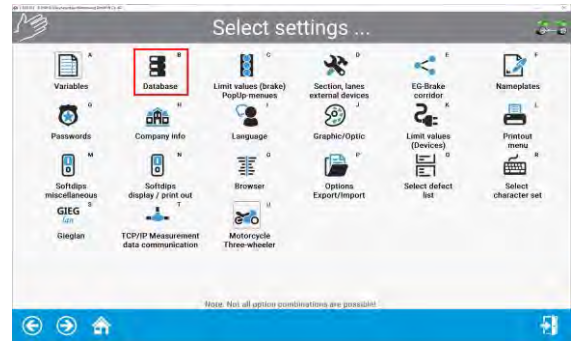 Select settings ...
A
Variables
B
Database
C
Limit values (brake)
PopUp-menues
D
Section, lanes
external devices
E
EG-Brake
corridor
F
Nameplates
G
Passwords
H
Company info
I
Language
J
Graphic/Optic
K
Limit values
(Devices)
L
Printout
menu
M
Softdips
miscellaneous
N
Softdips
display / print out
O
Browser
P
Options
Export/Import
Select defect
list
R
Select
character set
S
GIEG
lan
Gieglan
T
TCP/IP Measurement
data communication
U
Motorcycle
Three-wheeler
Note: Not all option combinations are possible!